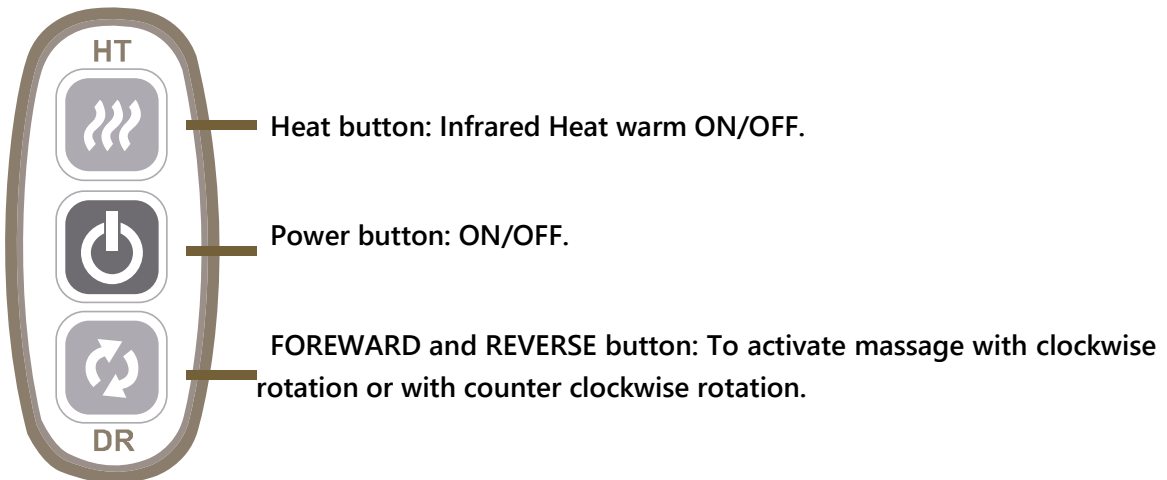 HT
Heat button: Infrared Heat warm ON/OFF.
Power button: ON/OFF.
FOREWARD and REVERSE button: To activate massage with clockwise
rotation or with counter clockwise rotation.
DR